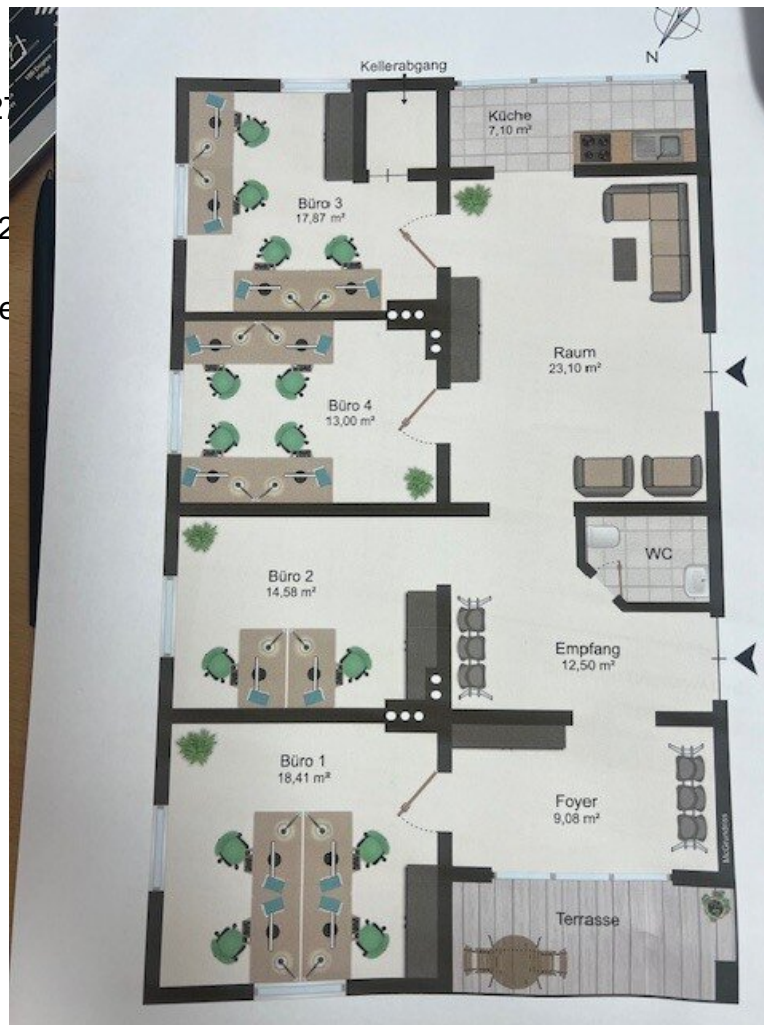 N
Kellerabgang
Küche
7,10 m²
Büro 3
17,87 m²
Raum
23,10 m²
Büro 4
13,00 m²
WC
Büro 2
14,58 m²
Empfang
12,50 m²
Büro 1
18,41 m²
Foyer
9,08 m²
McGrundriss
Terrasse
2
e